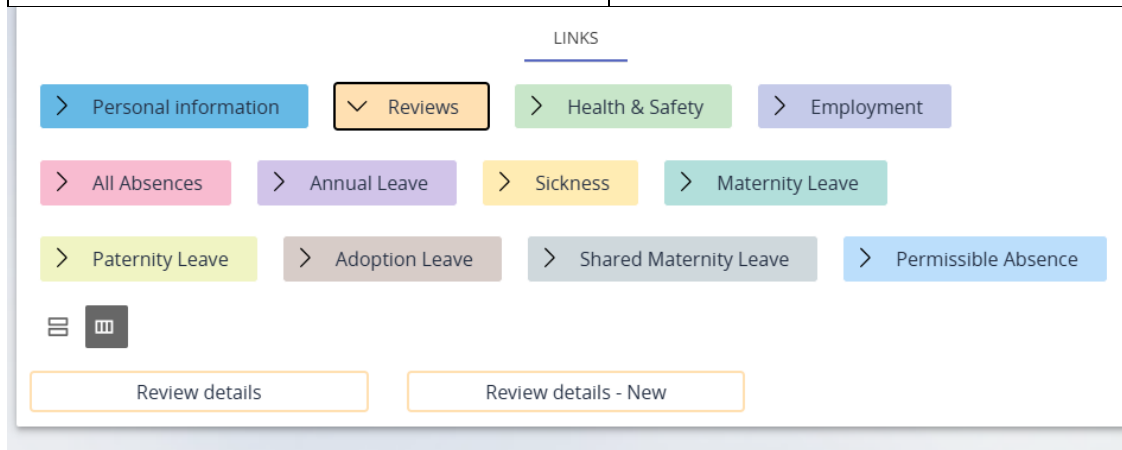 LINKS
Personal information Reviews Health & Safety Employment
All Absences Annual Leave Sickness Maternity Leave
Paternity Leave Adoption Leave Shared Maternity Leave Permissible Absence
Review details Review details - New